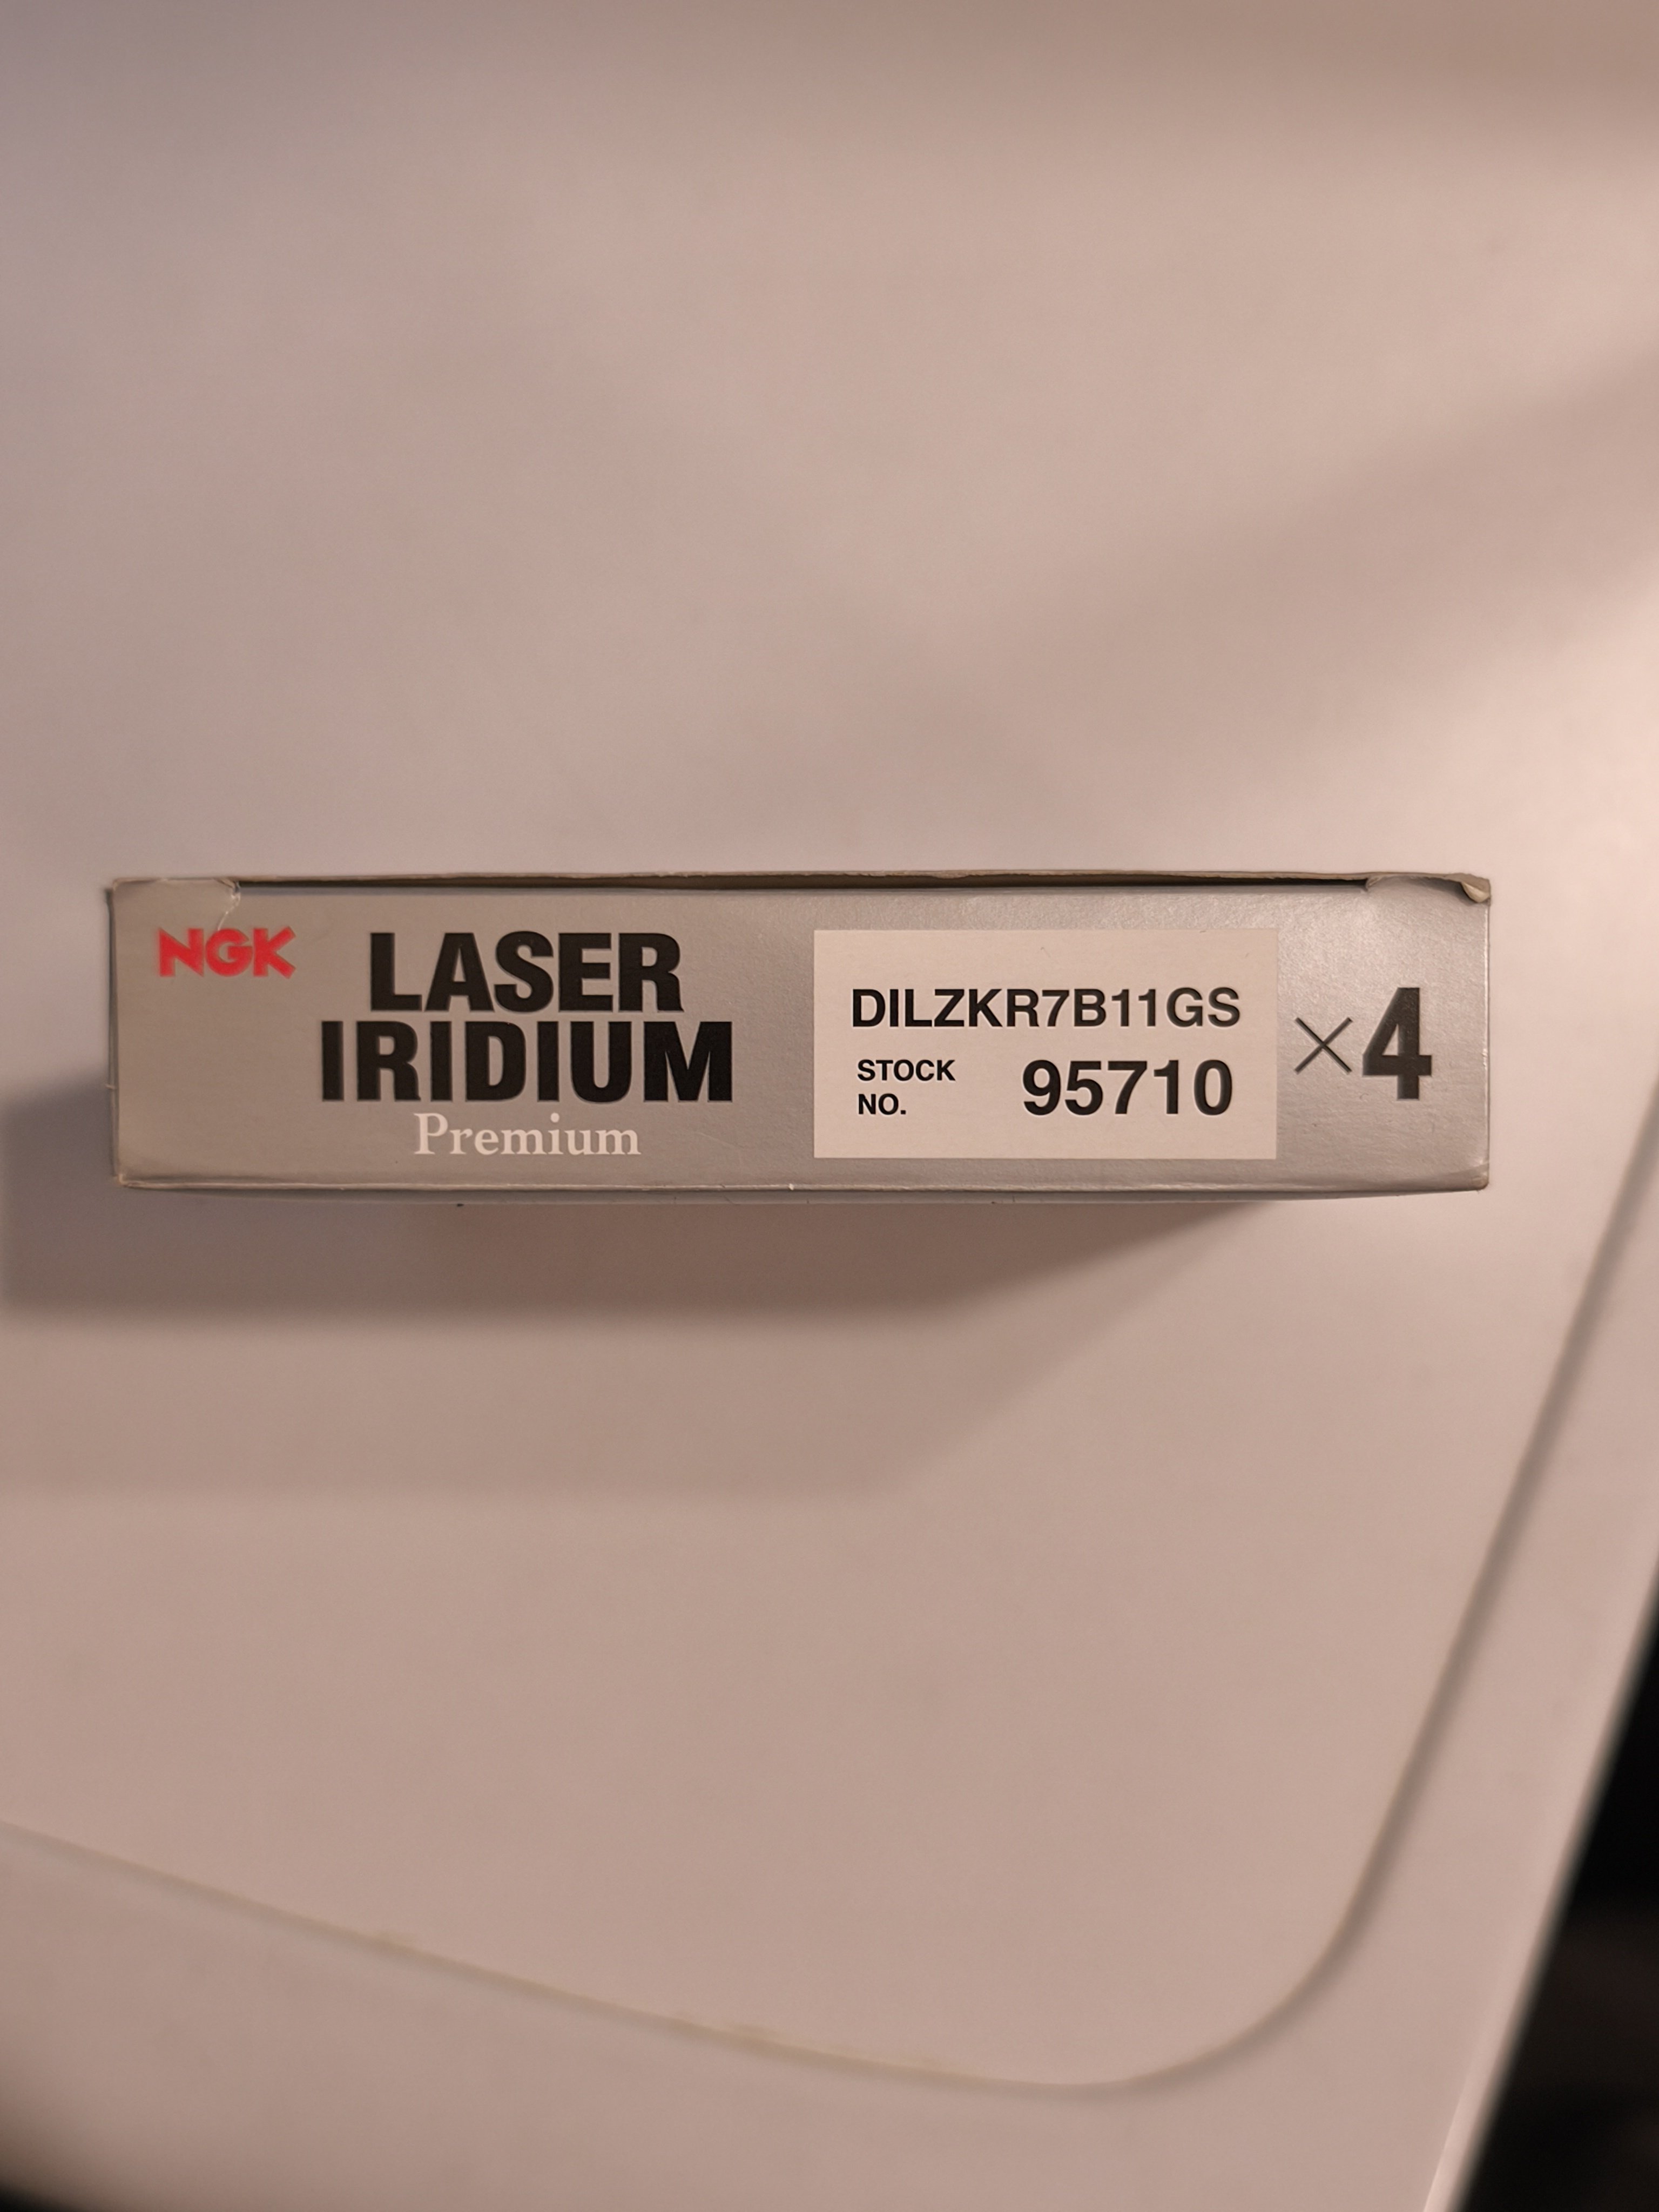 NGK
LASER
IRIDIUM
Premium
DILZKR7B11GS
STOCK
NO.
95710
×4